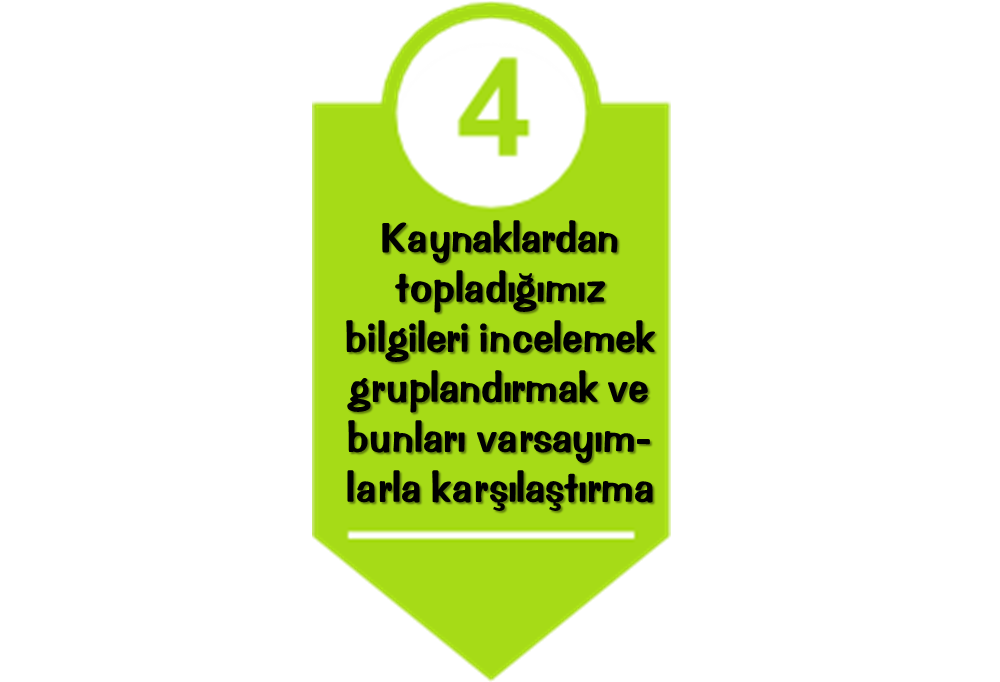 4
Kaynaklardan
topladığımız
bilgileri incelemek
gruplandırmak ve
bunları varsayım-
larla karşılaştırma